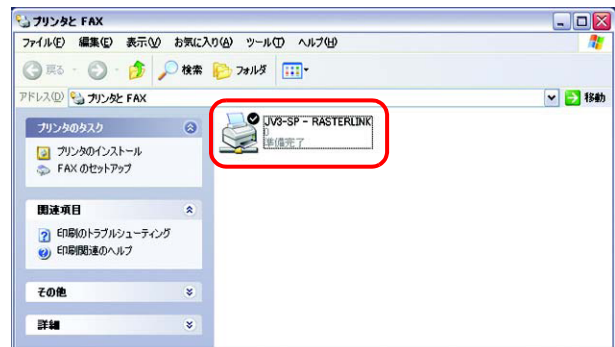 プリンタと FAX
ファイル(F) 編集(E) 表示(V) お気に入り(A) ツール(T) ヘルプ(H)
戻る 検索 フォルダ
アドレス(D) プリンタと FAX 移動
プリンタのタスク
プリンタのインストール
FAX のセットアップ
関連項目
印刷のトラブルシューティング
印刷関連のヘルプ
その他
詳細
JV3-SP - RASTERLINK
0
準備完了